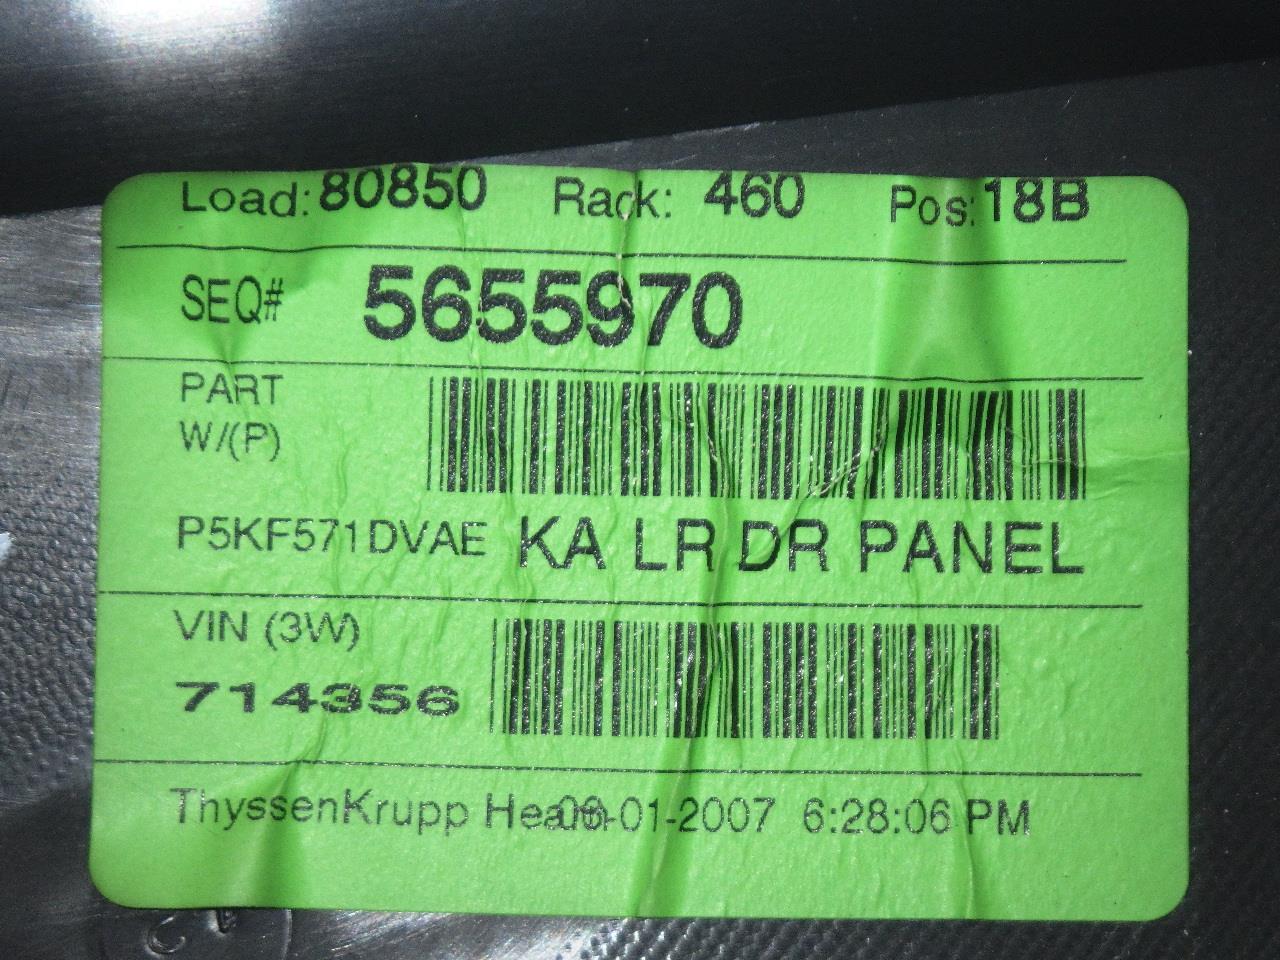 Load: 80850 Rack: 460 Pos: 18B
SEQ# 5655970
PART
W/(P)
P5KF571DVAE KA LR DR PANEL
VIN (3W)
714356
ThyssenKrupp -01-2007 6:28:06 PM